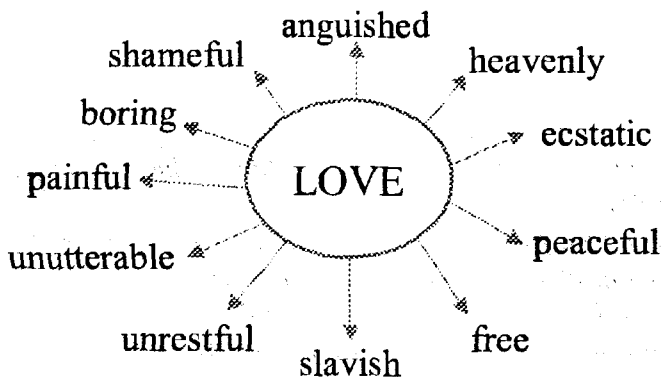 anguished
shameful
heavenly
boring
ecstatic
painful
LOVE
unutterable
peaceful
unrestful
free
slavish